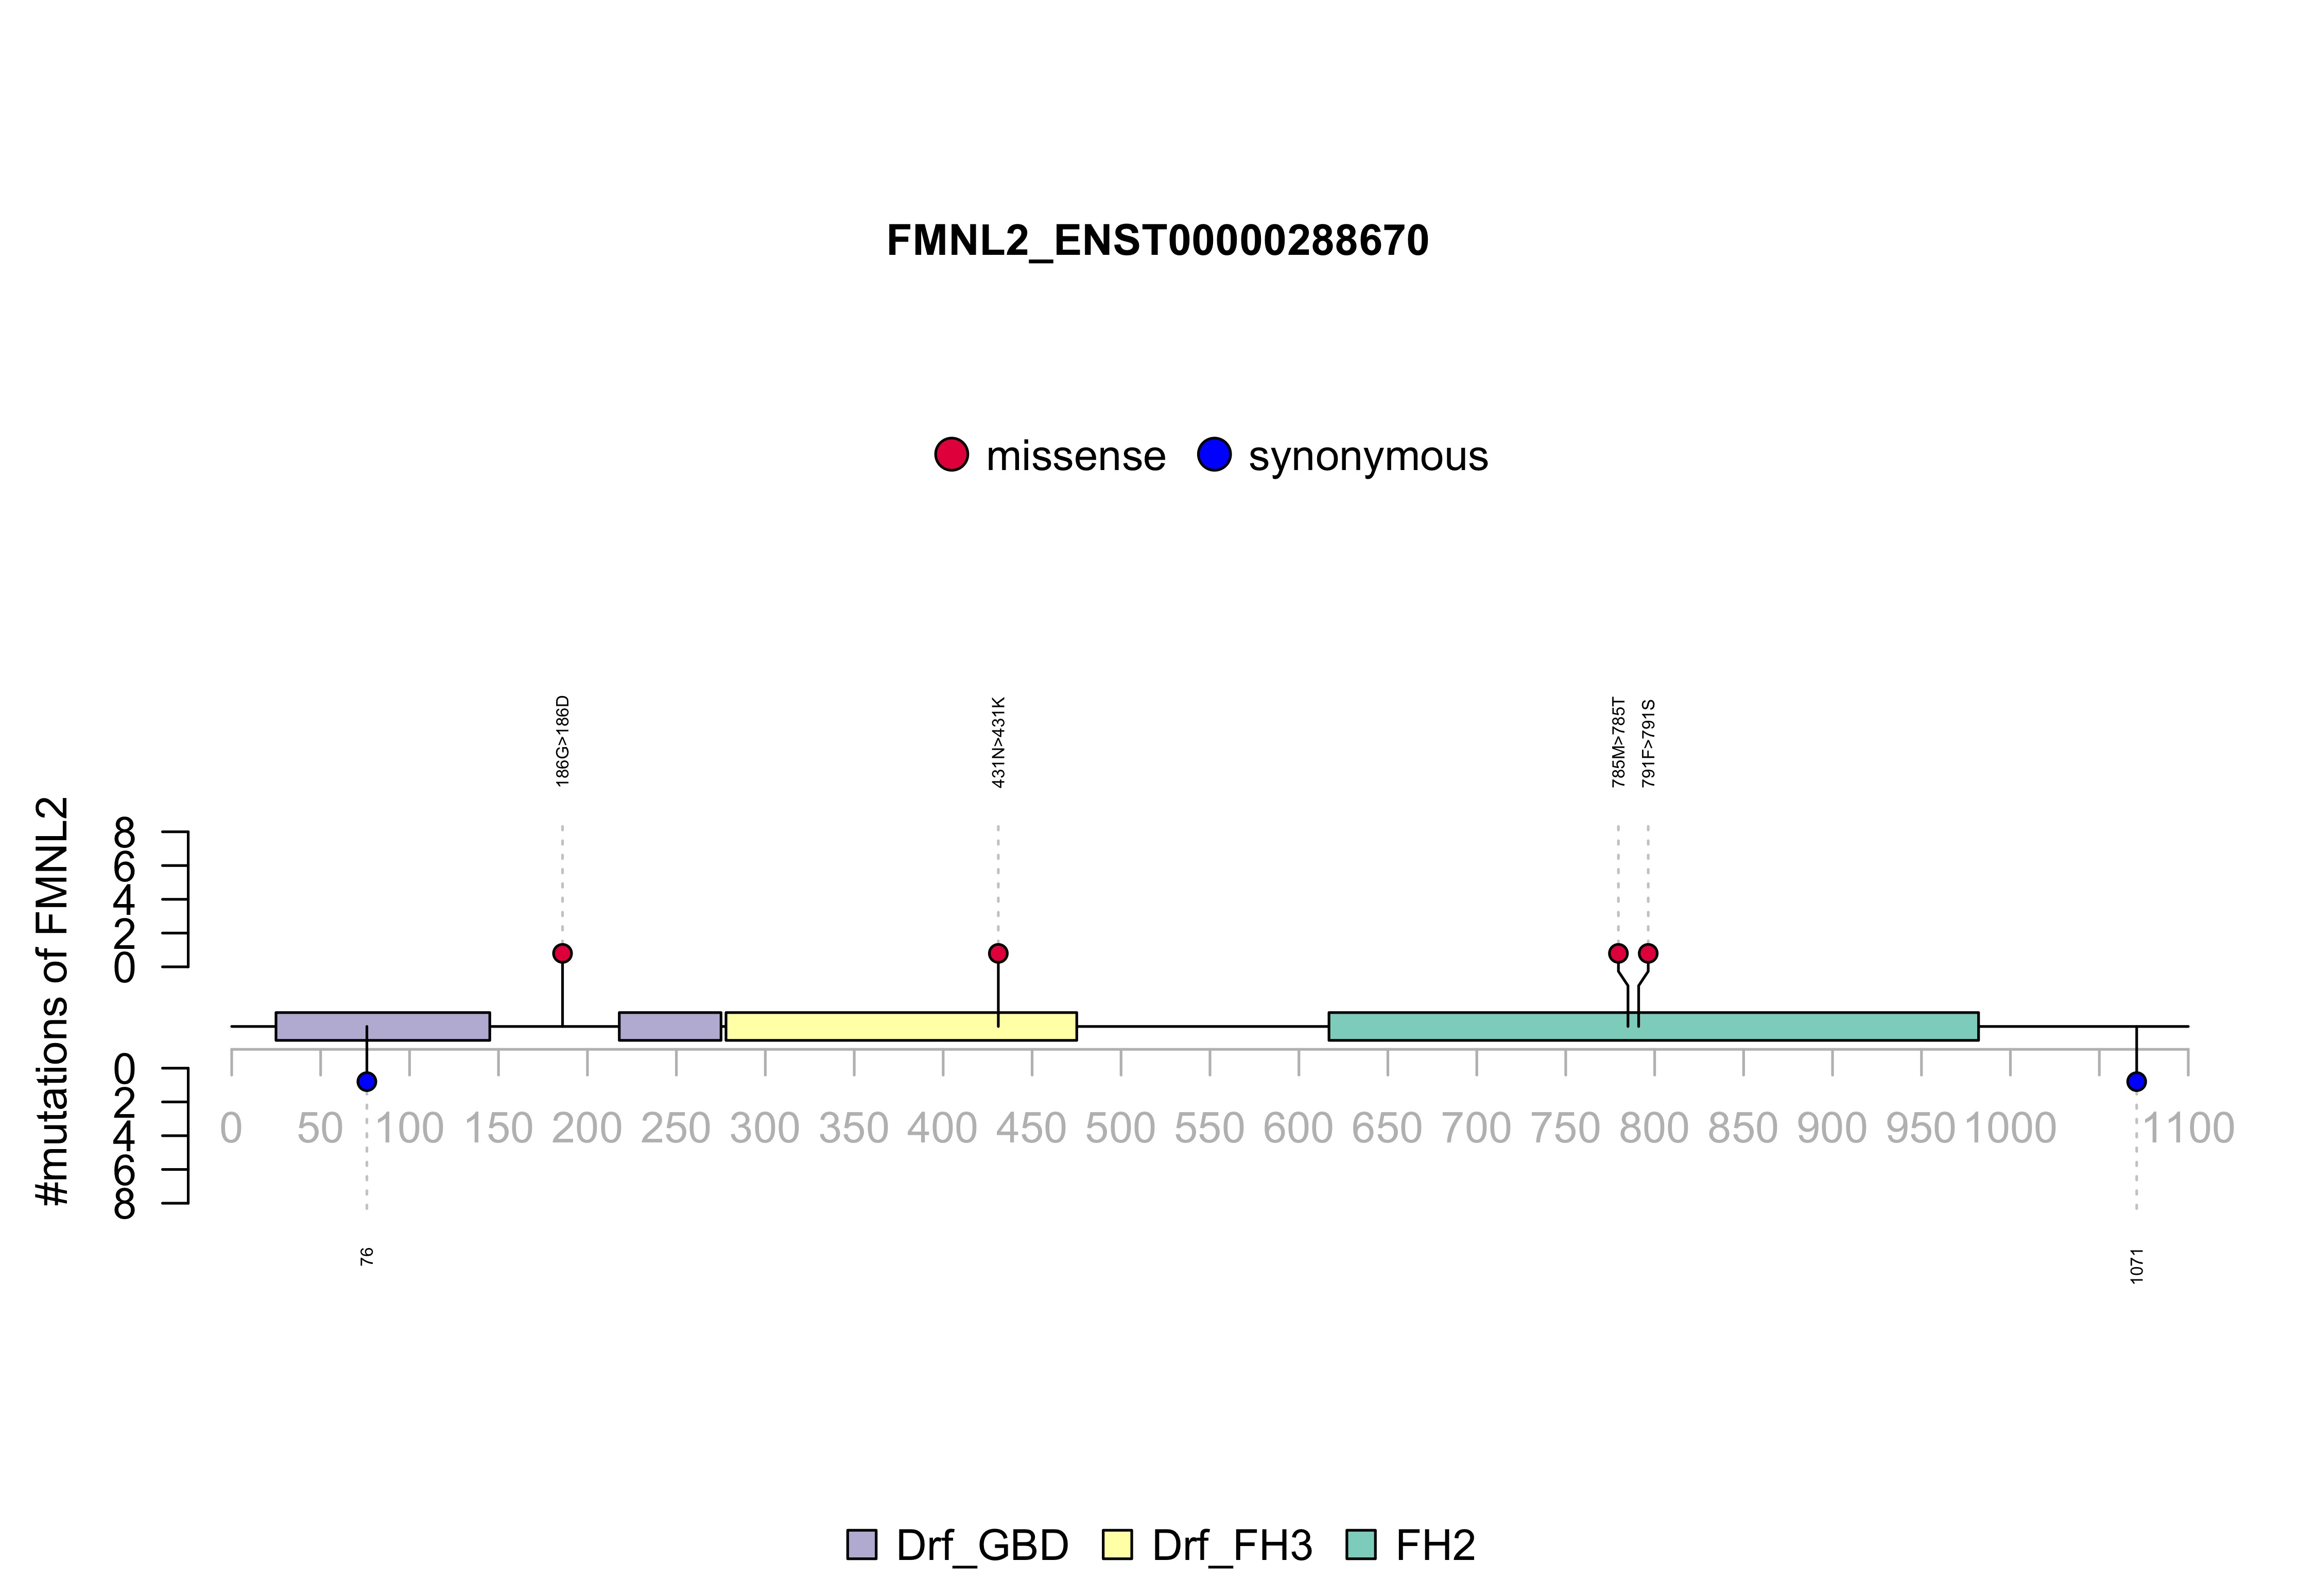 FMNL2_ENST00000288670
missense synonymous
186G>186D 431N>431K 785M>785T 791F>791S
#mutations of FMNL2
8
6
4
2
0
0
2
4
6
8
0 50 100 150 200 250 300 350 400 450 500 550 600 650 700 750 800 850 900 950 1000 1100
76 1071
Drf_GBD Drf_FH3 FH2